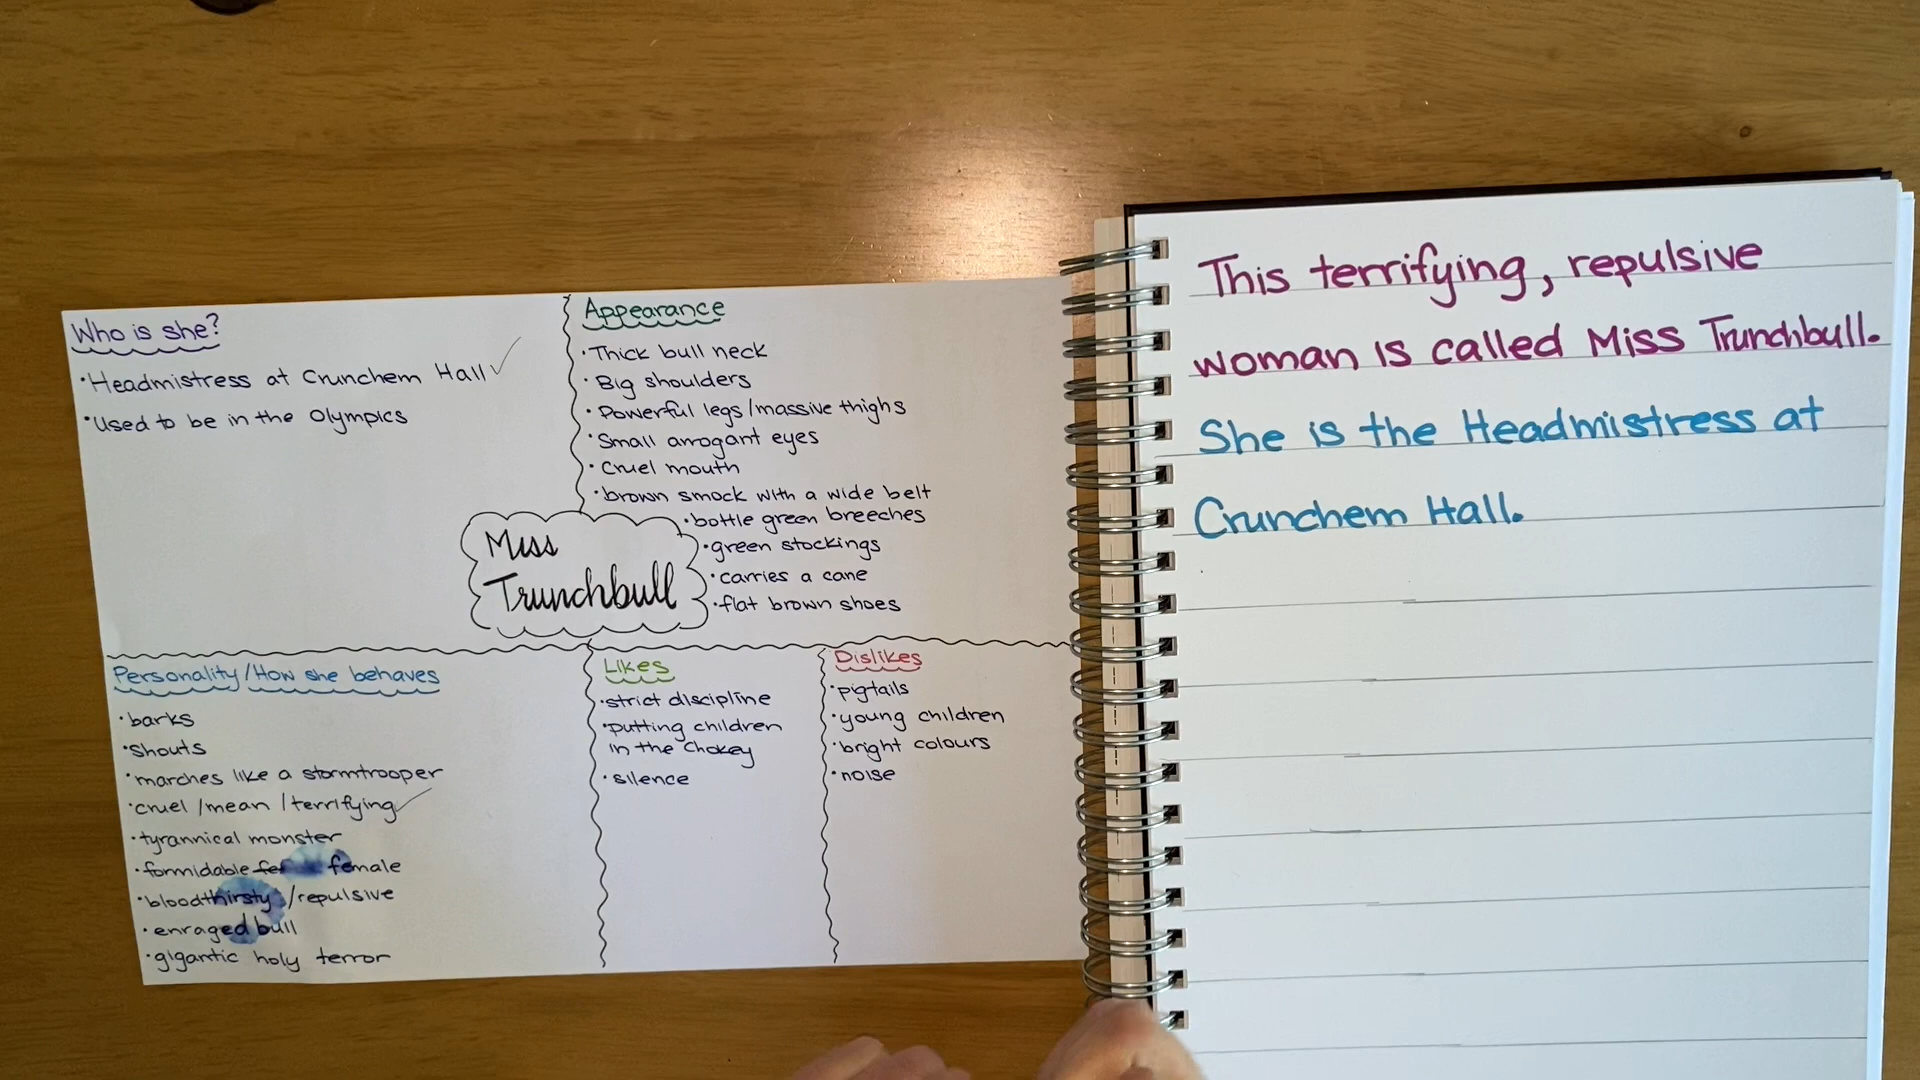 Who is she?
•Headmistress at Crunchem Hall✓
•Used to be in the Olympics
Appearance
•Thick bull neck
•Big shoulders
•Powerful legs/massive thighs
•Small arrogant eyes
•Cruel mouth
•brown smock with a wide belt
•bottle green breeches
•green stockings
•carries a cane
•flat brown shoes
Miss
Trunchbull
Personality/How she behaves
•barks
•Shouts
•marches like a stormtrooper
•cruel/mean/terrifying✓
•tyrannical monster
•formidable female
•bloodthirsty/repulsive
•enraged bull
•gigantic holy terror
Likes
•strict discipline
•putting children
in the Chokey
•silence
Dislikes
•pigtails
•young children
•bright colours
•noise
This terrifying, repulsive
woman is called Miss Trunchbull.
She is the Headmistress at
Crunchem Hall.